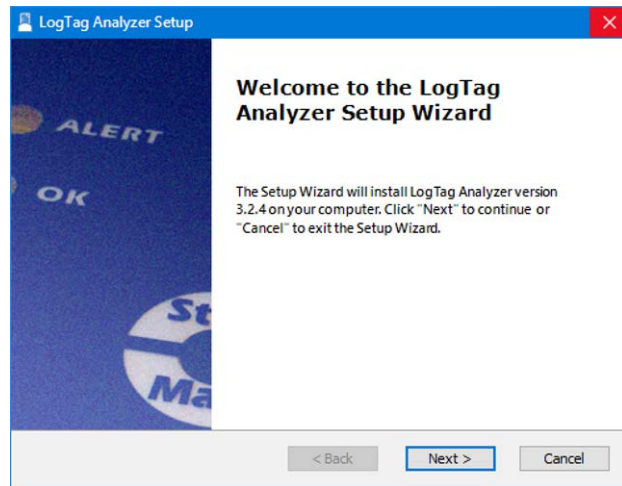 LogTag Analyzer Setup
ALERT
OK
St
Ma
Welcome to the LogTag
Analyzer Setup Wizard
The Setup Wizard will install LogTag Analyzer version
3.2.4 on your computer. Click "Next" to continue or
"Cancel" to exit the Setup Wizard.
< Back
Next >
Cancel